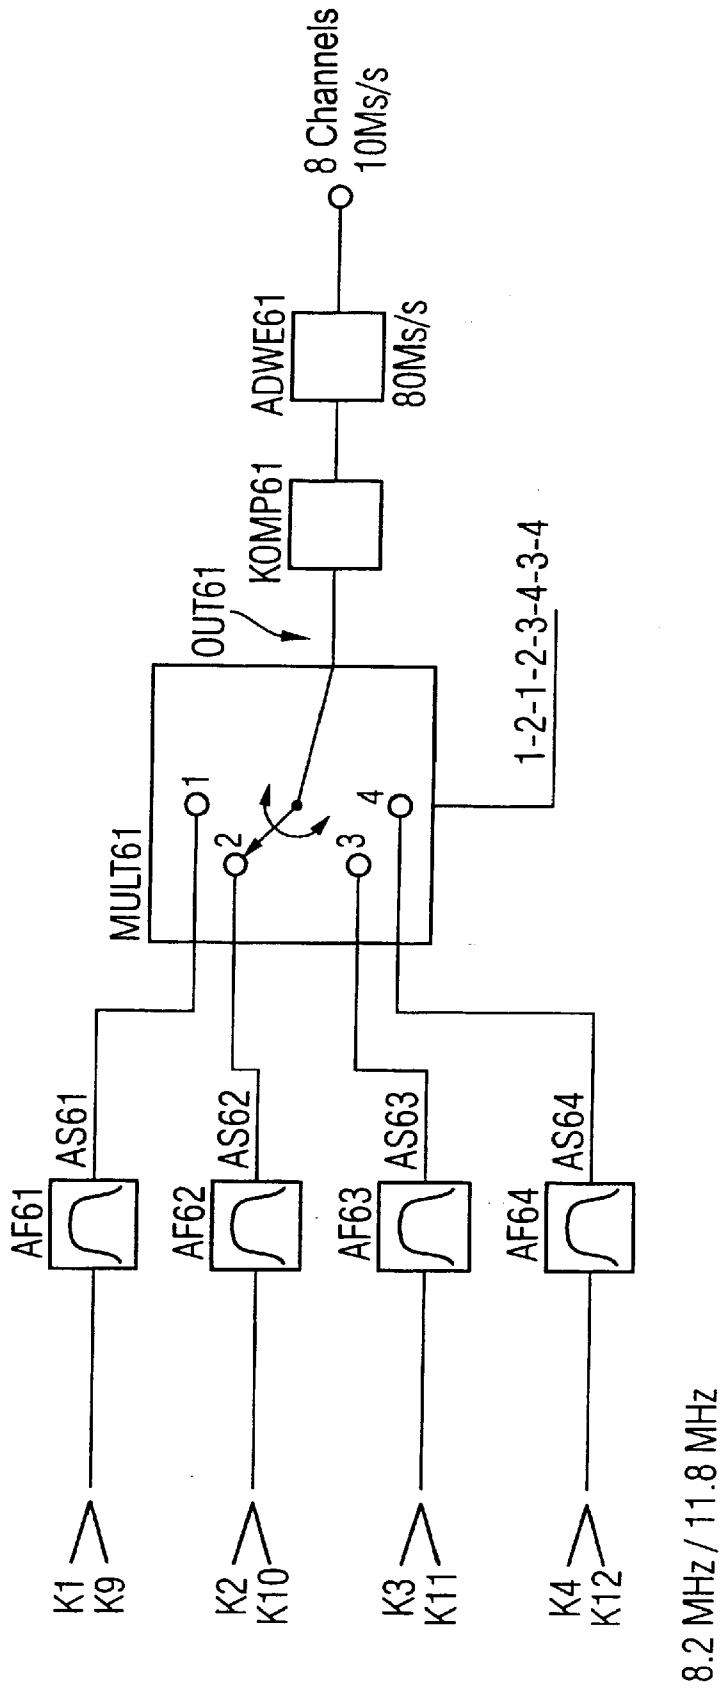 K1
K9
AF61
AS61
K2
K10
AF62
AS62
K3
K11
AF63
AS63
K4
K12
AF64
AS64
MULT61
1
2
3
4
1-2-1-2-3-4-3-4
OUT61
KOMP61
ADWE61
80Ms/s
8 Channels
10Ms/s
8.2 MHz / 11.8 MHz